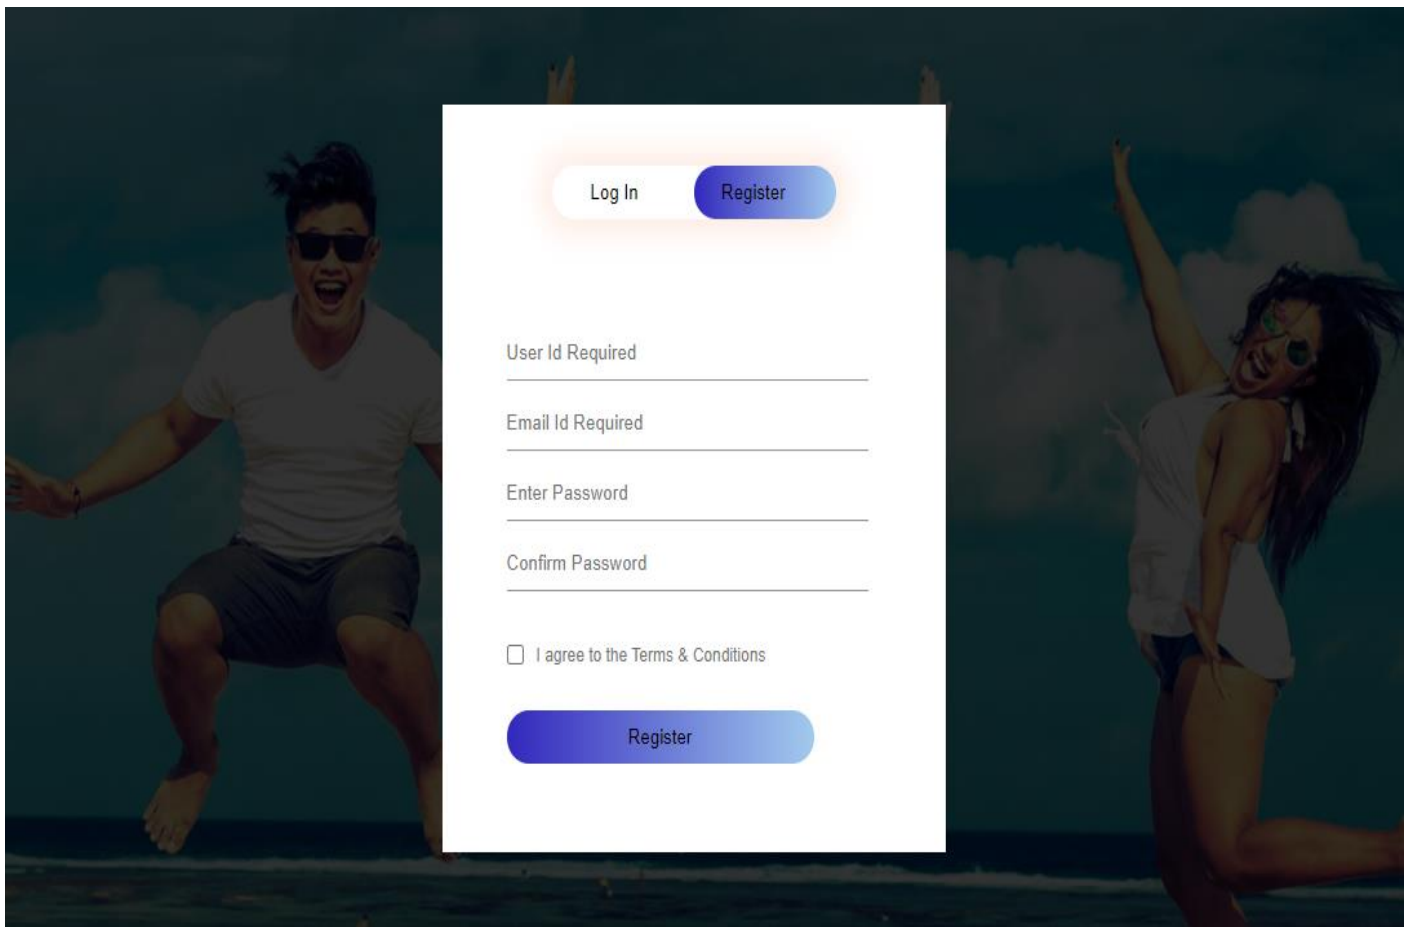 Log In Register
User Id Required
Email Id Required
Enter Password
Confirm Password
I agree to the Terms & Conditions
Register